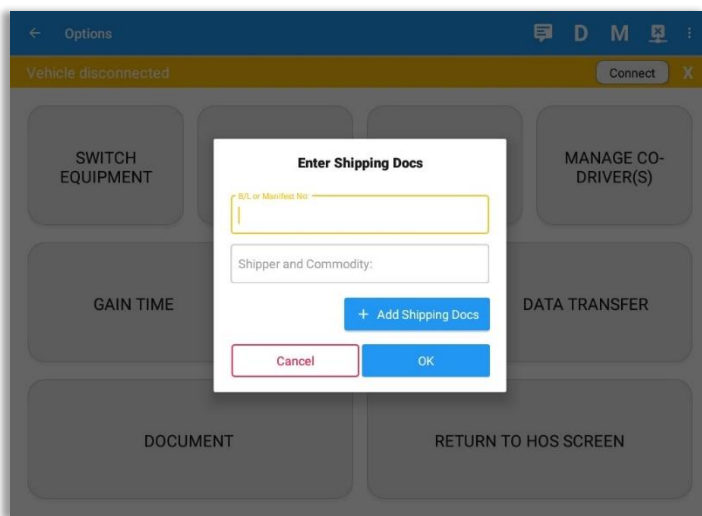 Options
D M
Vehicle disconnected
Connect X
SWITCH
EQUIPMENT
MANAGE CO-
DRIVER(S)
Enter Shipping Docs
B/L or Manifest No:
Shipper and Commodity:
+ Add Shipping Docs
Cancel
OK
GAIN TIME
DATA TRANSFER
DOCUMENT
RETURN TO HOS SCREEN